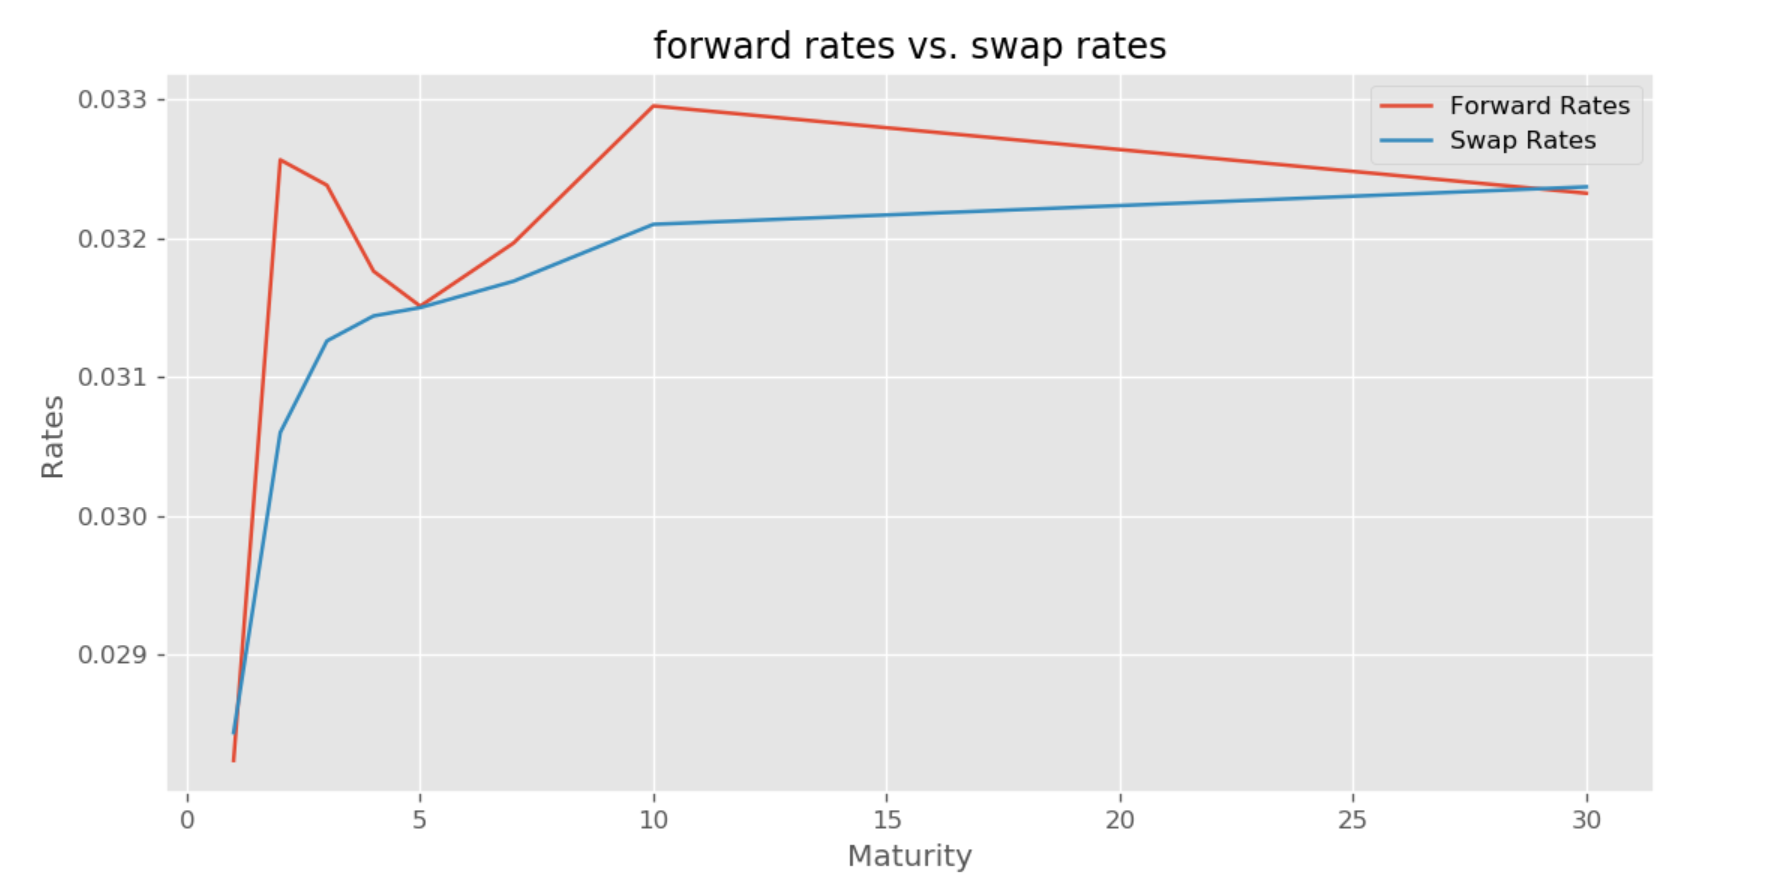 forward rates vs. swap rates
Forward Rates
Swap Rates
Rates
0.033
0.032
0.031
0.030
0.029
0 5 10 15 20 25 30
Maturity